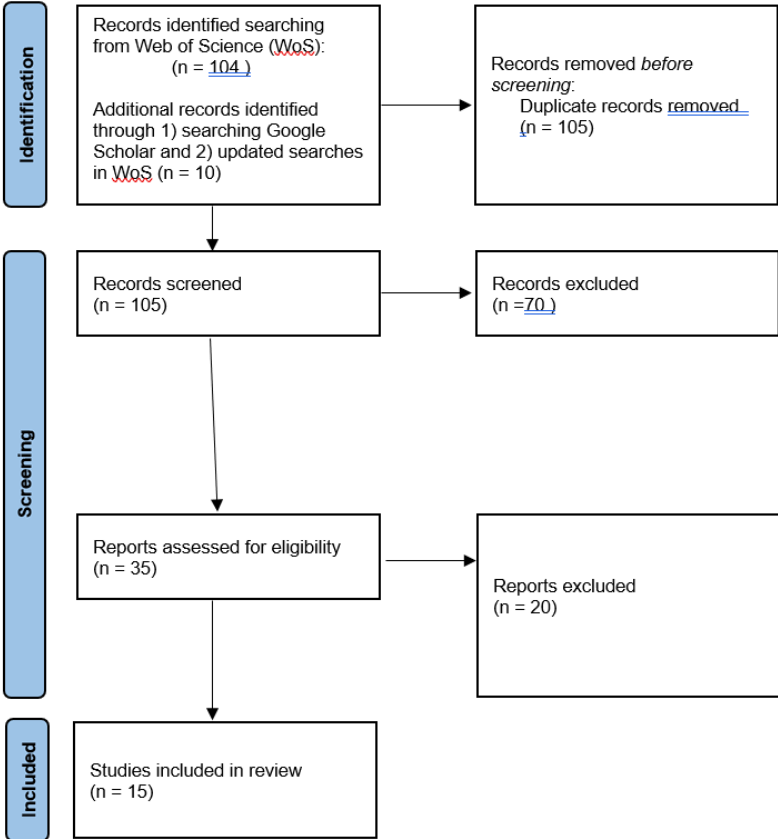 Identification
Records identified searching
from Web of Science (WoS):
(n = 104 )
Additional records identified
through 1) searching Google
Scholar and 2) updated searches
in WoS (n = 10)
Records removed before
screening:
Duplicate records removed
(n = 105)
Screening
Records screened
(n = 105)
Records excluded
(n =70 )
Reports assessed for eligibility
(n = 35)
Reports excluded
(n = 20)
Included
Studies included in review
(n = 15)